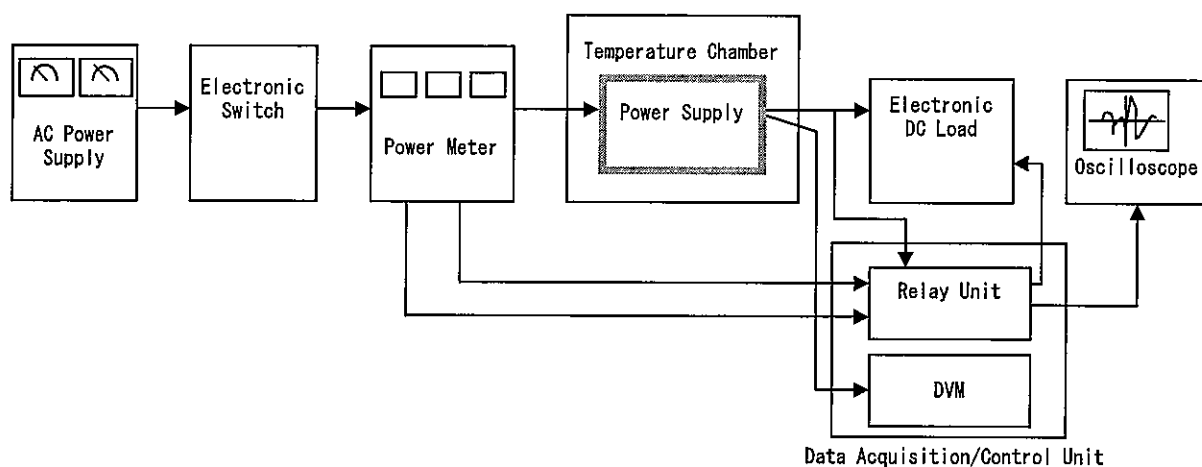 AC Power
Supply
Electronic
Switch
Power Meter
Temperature Chamber
Power Supply
Electronic
DC Load
Oscilloscope
Relay Unit
DVM
Data Acquisition/Control Unit